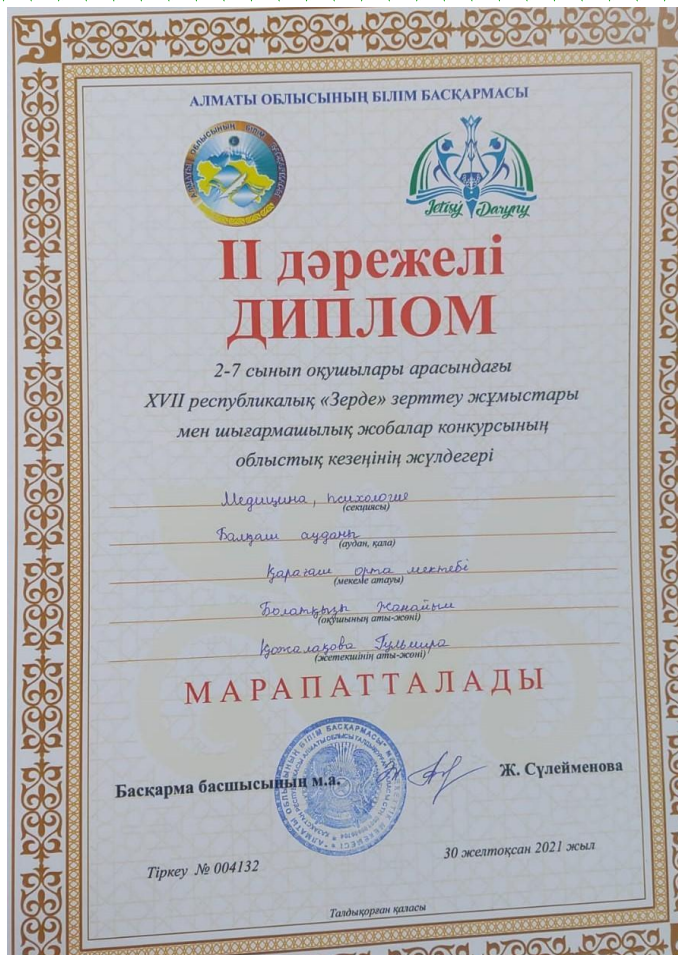 АЛМАТЫ ОБЛЫСЫНЫҢ БІЛІМ БАСҚАРМАСЫ
Jetisý Daryny
II дәрежелі
ДИПЛОМ
2-7 сынып оқушылары арасындағы
XVII республикалық «Зерде» зерттеу жұмыстары
мен шығармашылық жобалар конкурсының
облыстық кезеңінің жүлдегері
Медицина, психология
(секциясы)
Балқаш ауданы
(аудан, қала)
Қарағаш орта мектебі
(мекеме атауы)
Болатқызы Жанайым
(оқушының аты-жөні)
Қожалақова Гульмира
(жетекшінің аты-жөні)
МАРАПАТТАЛАДЫ
Басқарма басшысының м.а.
Ж. Сүлейменова
Тіркеу № 004132
30 желтоқсан 2021 жыл
Талдықорған қаласы